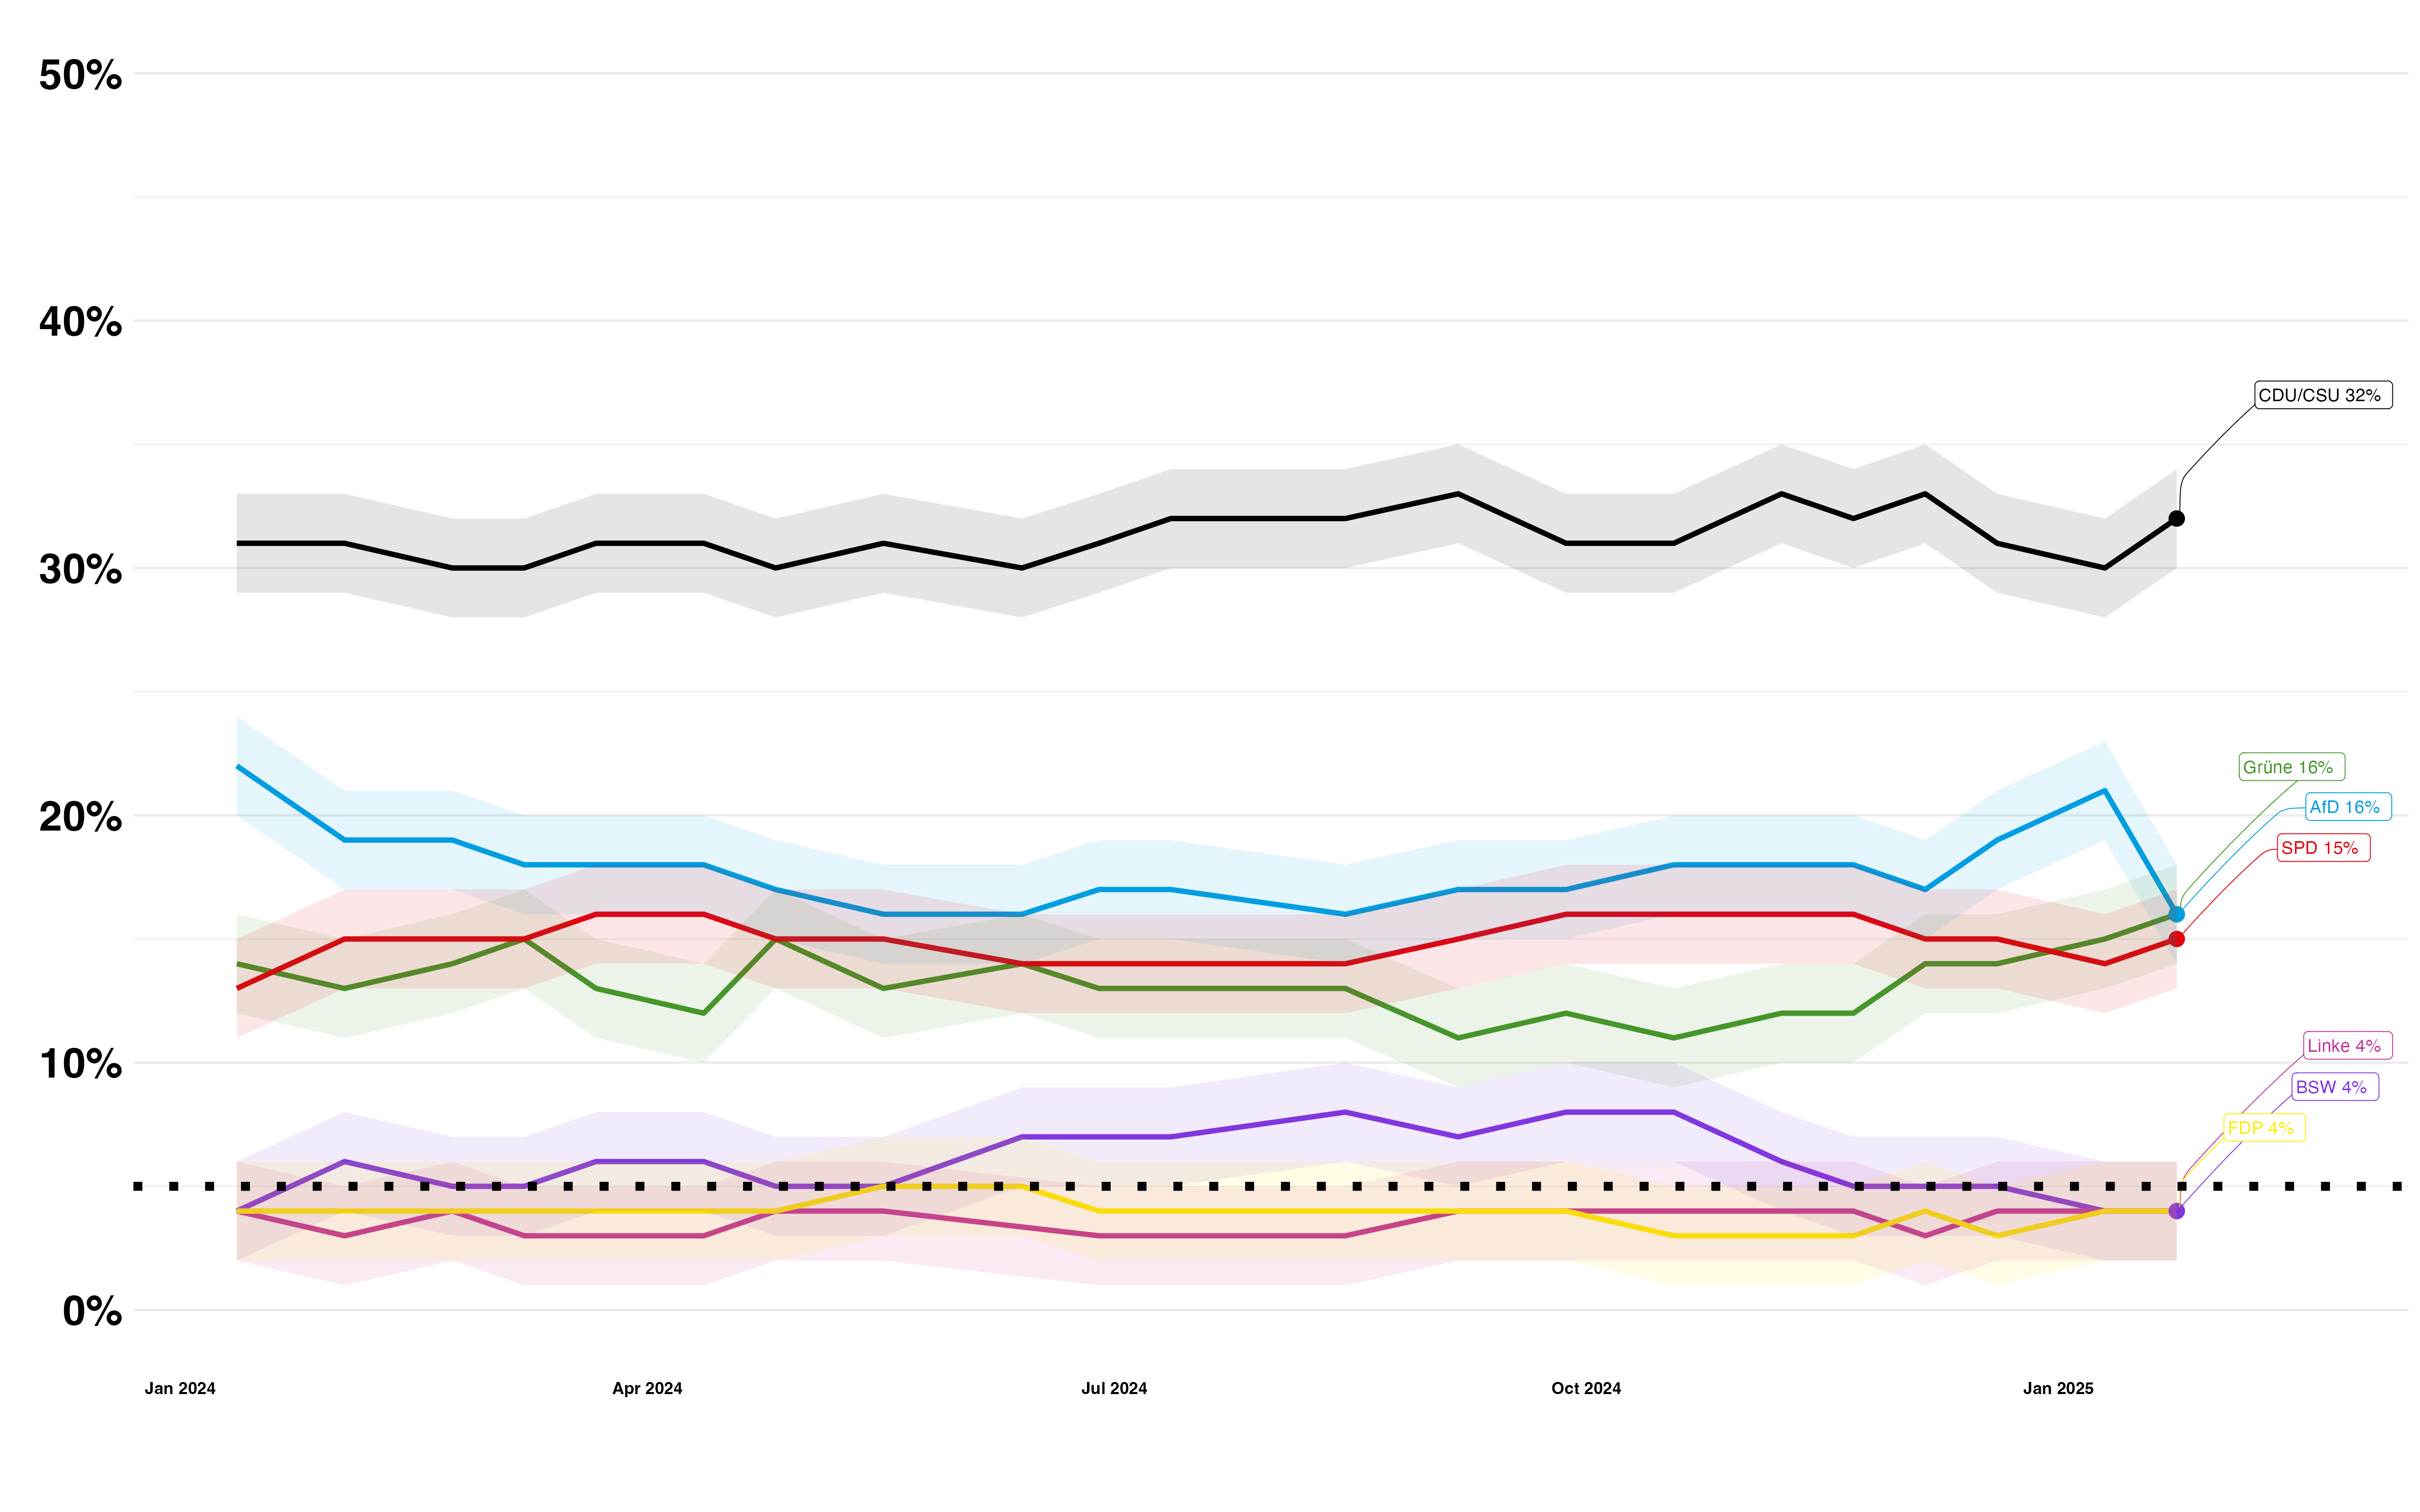 50%
40%
CDU/CSU 32%
30%
Grüne 16%
AfD 16%
20%
SPD 15%
Linke 4%
10%
BSW 4%
FDP 4%
0%
Jan 2024
Apr 2024
Jul 2024
Oct 2024
Jan 2025